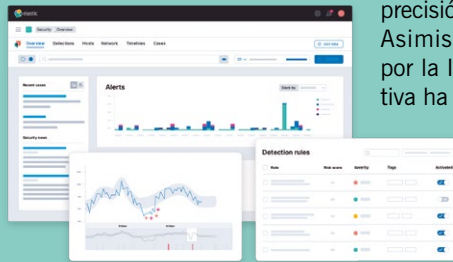 precisió
Asimis
por la l
tiva ha
elastic
Security Overview
Overview Detections Hosts Network Timelines Cases
Recent cases
Alerts
Security news
Detection rules
Rule Risk score Severity Tags Activated